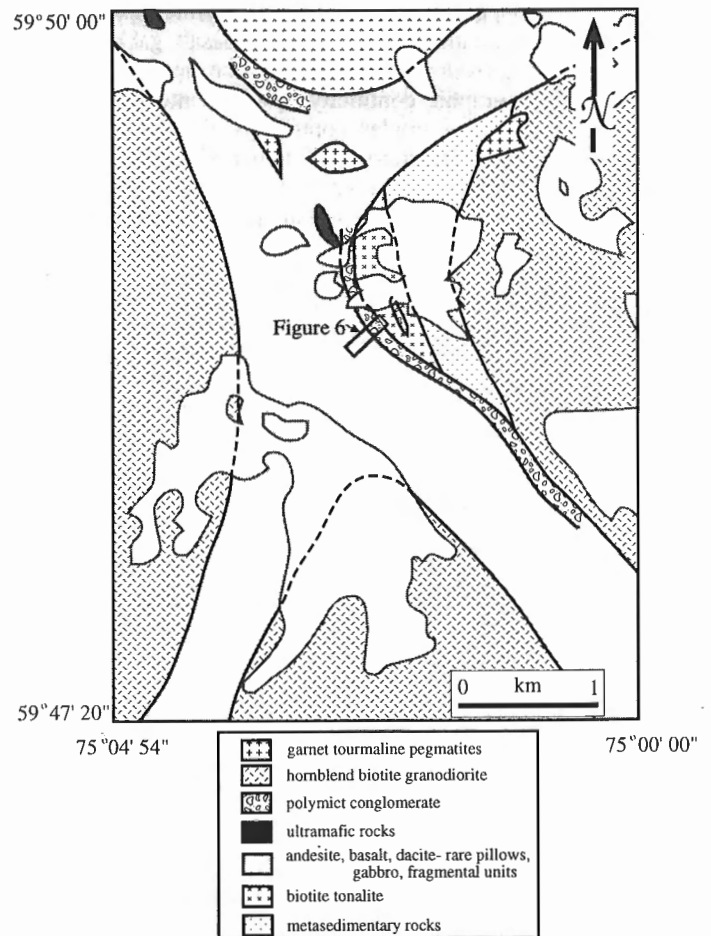 59°50' 00"
N
Figure 6
0 km 1
59°47' 20"
75°04' 54"
75°00' 00"
garnet tourmaline pegmatites
hornblend biotite granodiorite
polymict conglomerate
ultramafic rocks
andesite, basalt, dacite- rare pillows,
gabbro, fragmental units
biotite tonalite
metasedimentary rocks